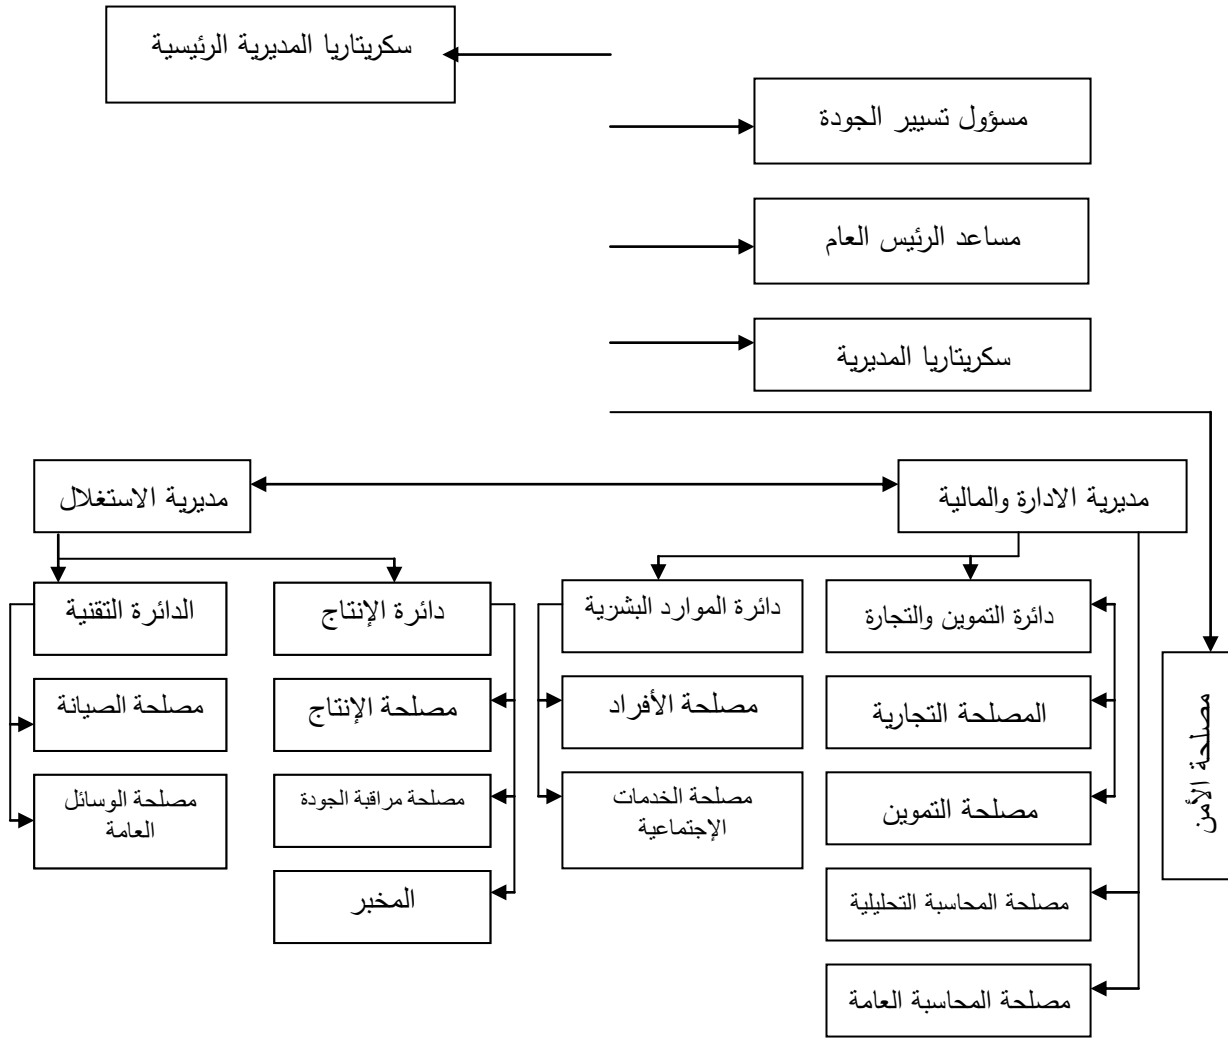 سكريتاريا المديرية الرئيسية
مسؤول تسيير الجودة
مساعد الرئيس العام
سكريتاريا المديرية
مديرية الادارة والمالية
مديرية الاستغلال
دائرة التموين والتجارة
دائرة الموارد البشرية
دائرة الإنتاج
الدائرة التقنية
مصلحة الأمن
المصلحة التجارية
مصلحة الأفراد
مصلحة الإنتاج
مصلحة الصيانة
مصلحة التموين
مصلحة الخدمات
الإجتماعية
مصلحة مراقبة الجودة
مصلحة الوسائل
العامة
مصلحة المحاسبة التحليلية
المخبر
مصلحة المحاسبة العامة